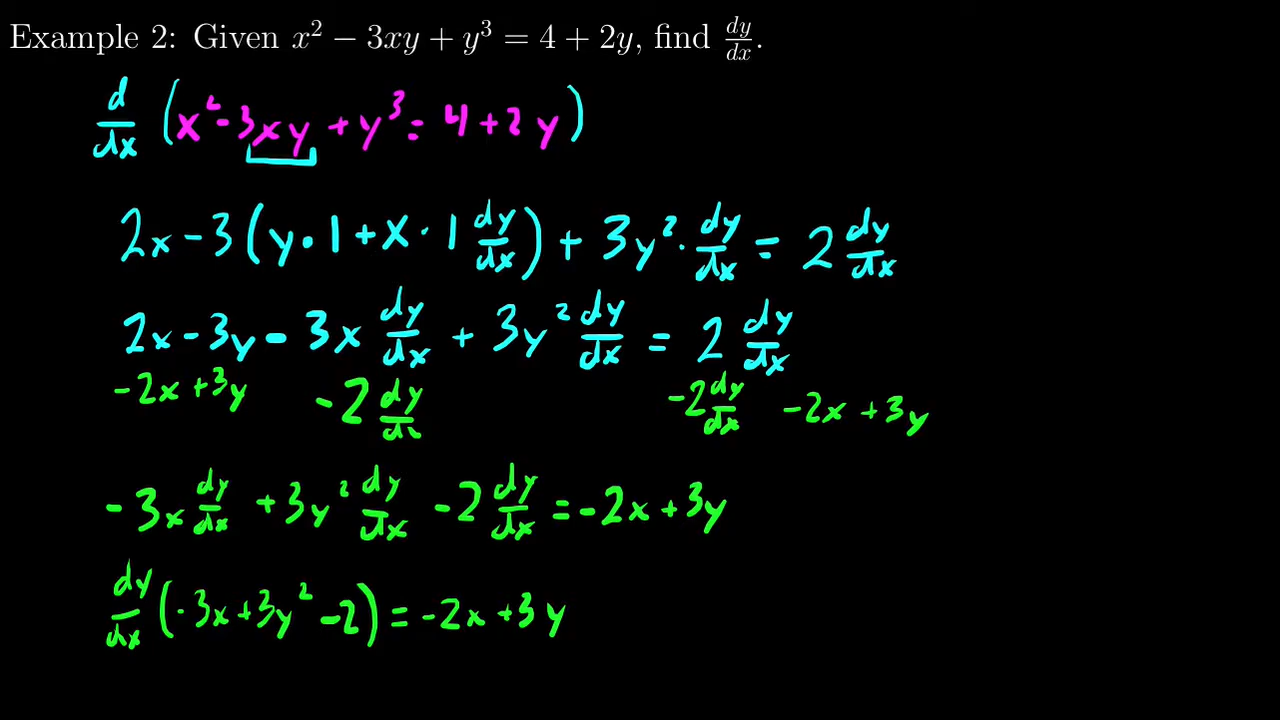 Example 2: Given x² − 3xy + y³ = 4 + 2y, find dy/dx.
d/dx (x² - 3xy + y³ = 4 + 2y)
2x - 3(y · 1 + x · 1 dy/dx) + 3y² · dy/dx = 2 dy/dx
2x - 3y - 3x dy/dx + 3y² dy/dx = 2 dy/dx
-2x + 3y -2 dy/dx -2 dy/dx -2x + 3y
-3x dy/dx + 3y² dy/dx - 2 dy/dx = -2x + 3y
dy/dx (-3x + 3y² - 2) = -2x + 3y